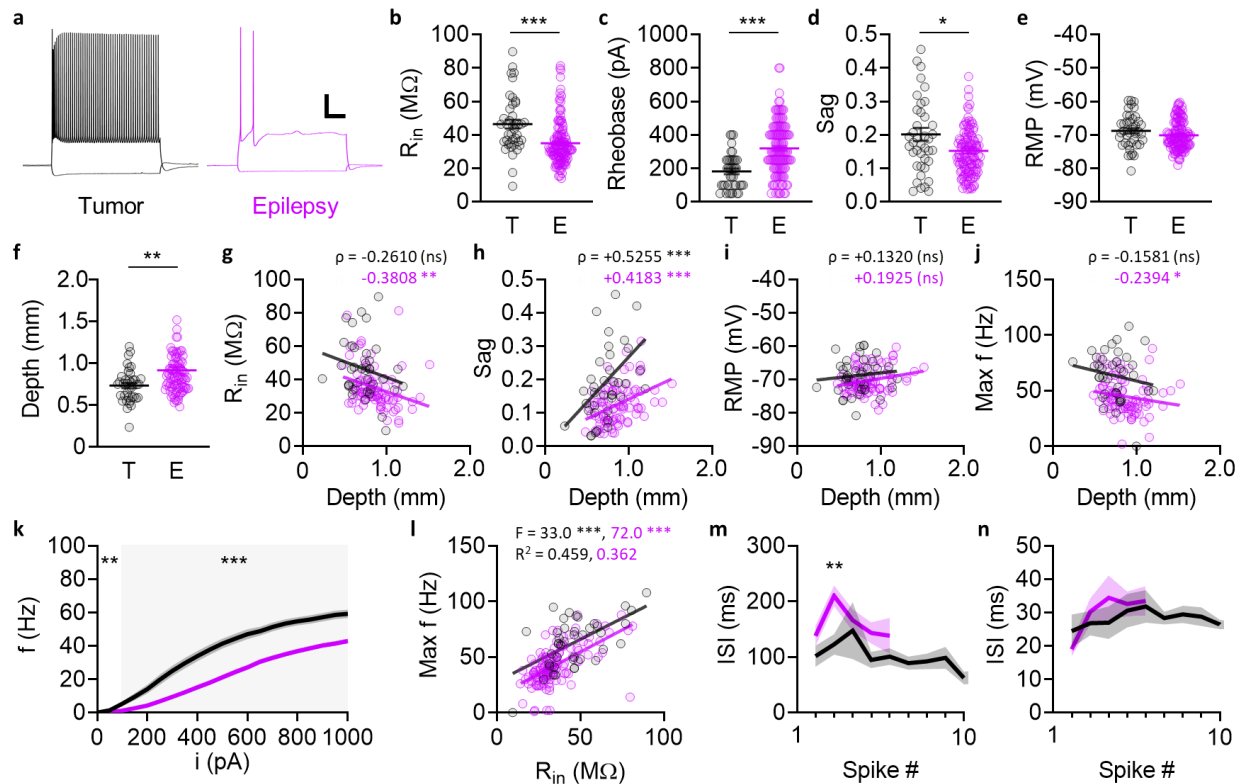 a
Tumor
Epilepsy
b
***
R_in (MΩ)
100
80
60
40
20
0
T E
c
***
Rheobase (pA)
1000
800
600
400
200
0
T E
d
*
Sag
0.5
0.4
0.3
0.2
0.1
0.0
T E
e
RMP (mV)
-40
-50
-60
-70
-80
-90
T E
f
**
Depth (mm)
2.0
1.5
1.0
0.5
0.0
T E
g
ρ = -0.2610 (ns)
-0.3808 **
R_in (MΩ)
100
80
60
40
20
0
0.0 1.0 2.0
Depth (mm)
h
ρ = +0.5255 ***
+0.4183 ***
Sag
0.5
0.4
0.3
0.2
0.1
0.0
0.0 1.0 2.0
Depth (mm)
i
ρ = +0.1320 (ns)
+0.1925 (ns)
RMP (mV)
-40
-50
-60
-70
-80
-90
0.0 1.0 2.0
Depth (mm)
j
ρ = -0.1581 (ns)
-0.2394 *
Max f (Hz)
150
100
50
0
0.0 1.0 2.0
Depth (mm)
k
** ***
f (Hz)
100
80
60
40
20
0
0 200 400 600 800 1000
i (pA)
l
F = 33.0 ***, 72.0 ***
R² = 0.459, 0.362
Max f (Hz)
150
100
50
0
0 50 100
R_in (MΩ)
m
**
ISI (ms)
300
200
100
0
1 10
Spike #
n
ISI (ms)
50
40
30
20
10
0
1 10
Spike #